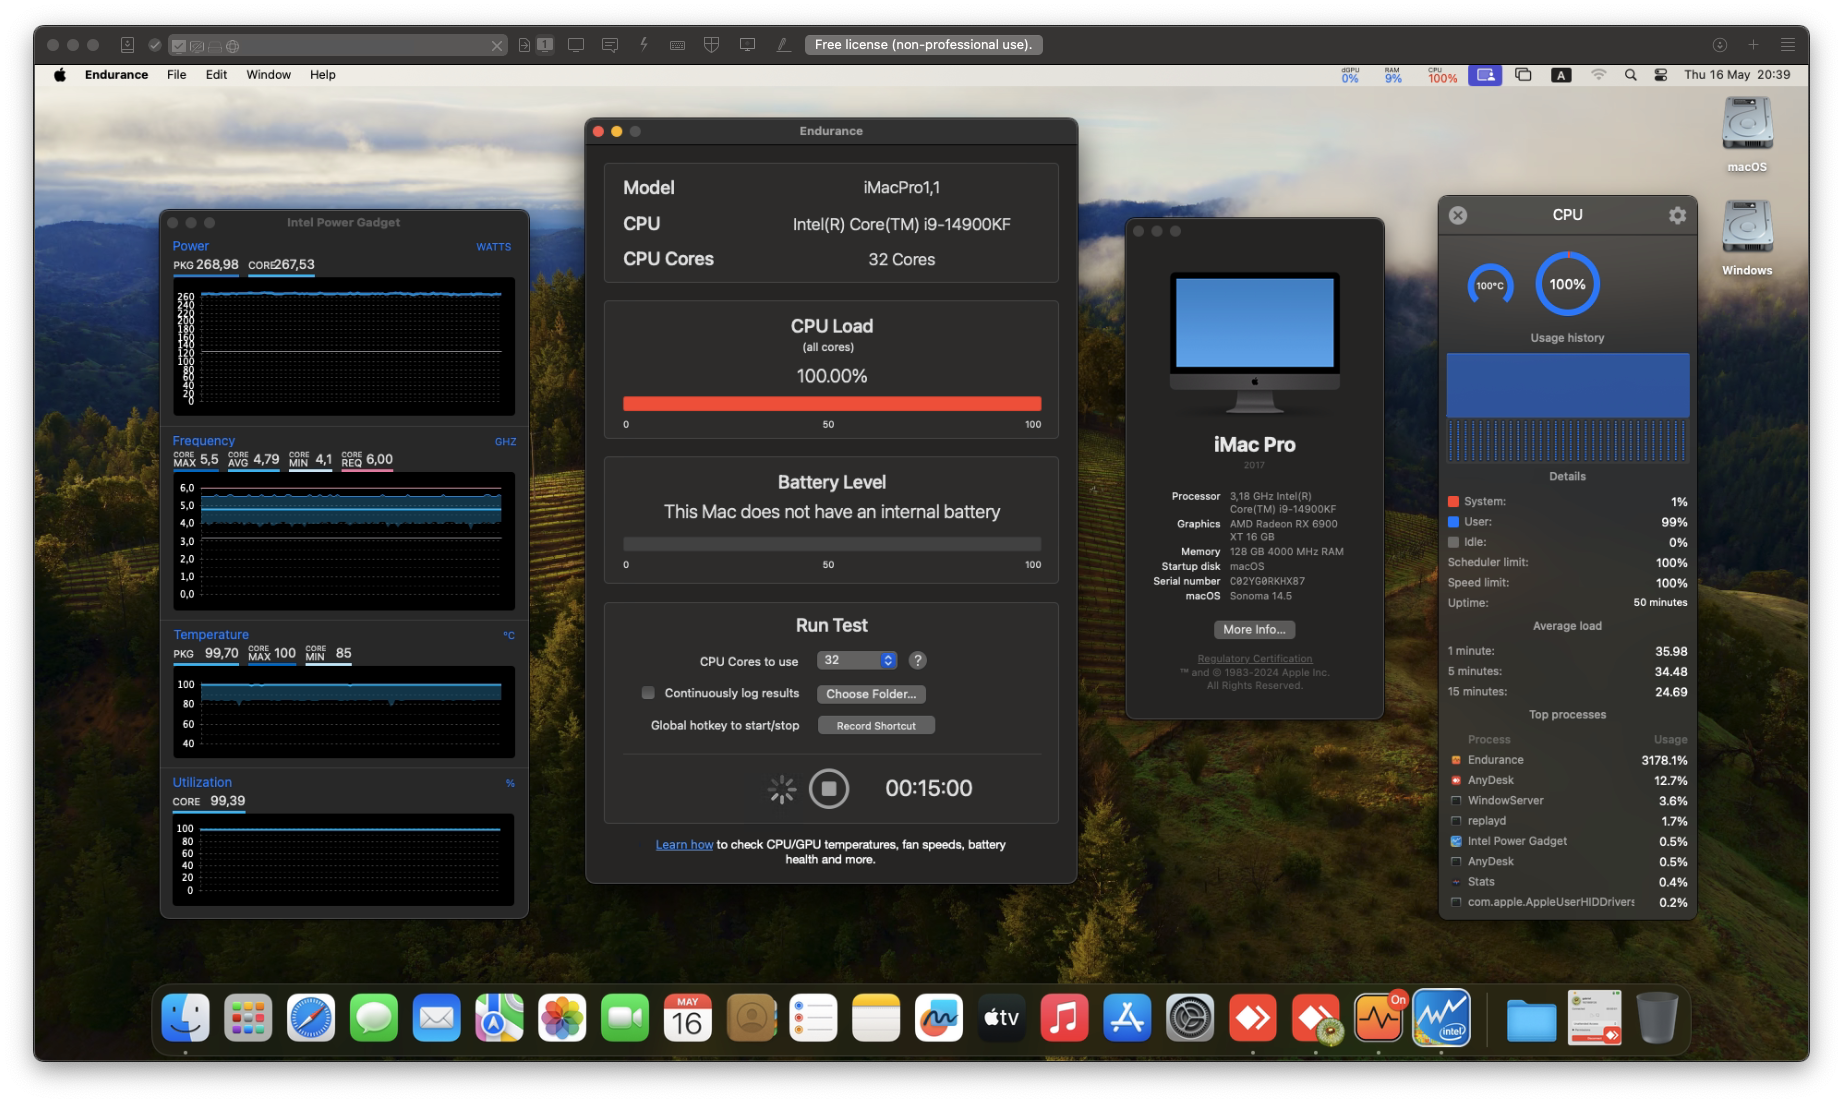 1
Free license (non-professional use).
Endurance File Edit Window Help
dGPU 0% RAM 9% CPU 100% A Thu 16 May 20:39
macOS
Windows
Intel Power Gadget
Power WATTS
PKG 268,98 CORE267,53
260
240
220
200
180
160
140
120
100
80
60
40
20
0
Frequency GHZ
CORE MAX 5,5 CORE AVG 4,79 CORE MIN 4,1 CORE REQ 6,00
6,0
5,0
4,0
3,0
2,0
1,0
0,0
Temperature °C
PKG 99,70 CORE MAX 100 CORE MIN 85
100
80
60
40
Utilization %
CORE 99,39
100
80
60
40
20
0
Endurance
Model iMacPro1,1
CPU Intel(R) Core(TM) i9-14900KF
CPU Cores 32 Cores
CPU Load
(all cores)
100.00%
0 50 100
Battery Level
This Mac does not have an internal battery
0 50 100
Run Test
CPU Cores to use 32 ?
Continuously log results Choose Folder...
Global hotkey to start/stop Record Shortcut
00:15:00
Learn how to check CPU/GPU temperatures, fan speeds, battery
health and more.
iMac Pro
2017
Processor 3,18 GHz Intel(R)
Core(TM) i9-14900KF
Graphics AMD Radeon RX 6900
XT 16 GB
Memory 128 GB 4000 MHz RAM
Startup disk macOS
Serial number C02YG0RKHX87
macOS Sonoma 14.5
More Info...
Regulatory Certification
™ and © 1983-2024 Apple Inc.
All Rights Reserved.
CPU
100°C 100%
Usage history
Details
System: 1%
User: 99%
Idle: 0%
Scheduler limit: 100%
Speed limit: 100%
Uptime: 50 minutes
Average load
1 minute: 35.98
5 minutes: 34.48
15 minutes: 24.69
Top processes
Process Usage
Endurance 3178.1%
AnyDesk 12.7%
WindowServer 3.6%
replayd 1.7%
Intel Power Gadget 0.5%
AnyDesk 0.5%
Stats 0.4%
com.apple.AppleUserHIDDrivers 0.2%
MAY
16
tv
On
intel